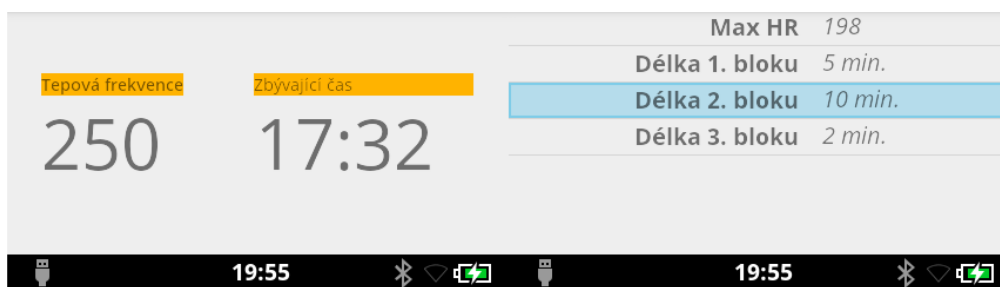 Tepová frekvence
Zbývající čas
250
17:32
19:55
Max HR 198
Délka 1. bloku 5 min.
Délka 2. bloku 10 min.
Délka 3. bloku 2 min.
19:55